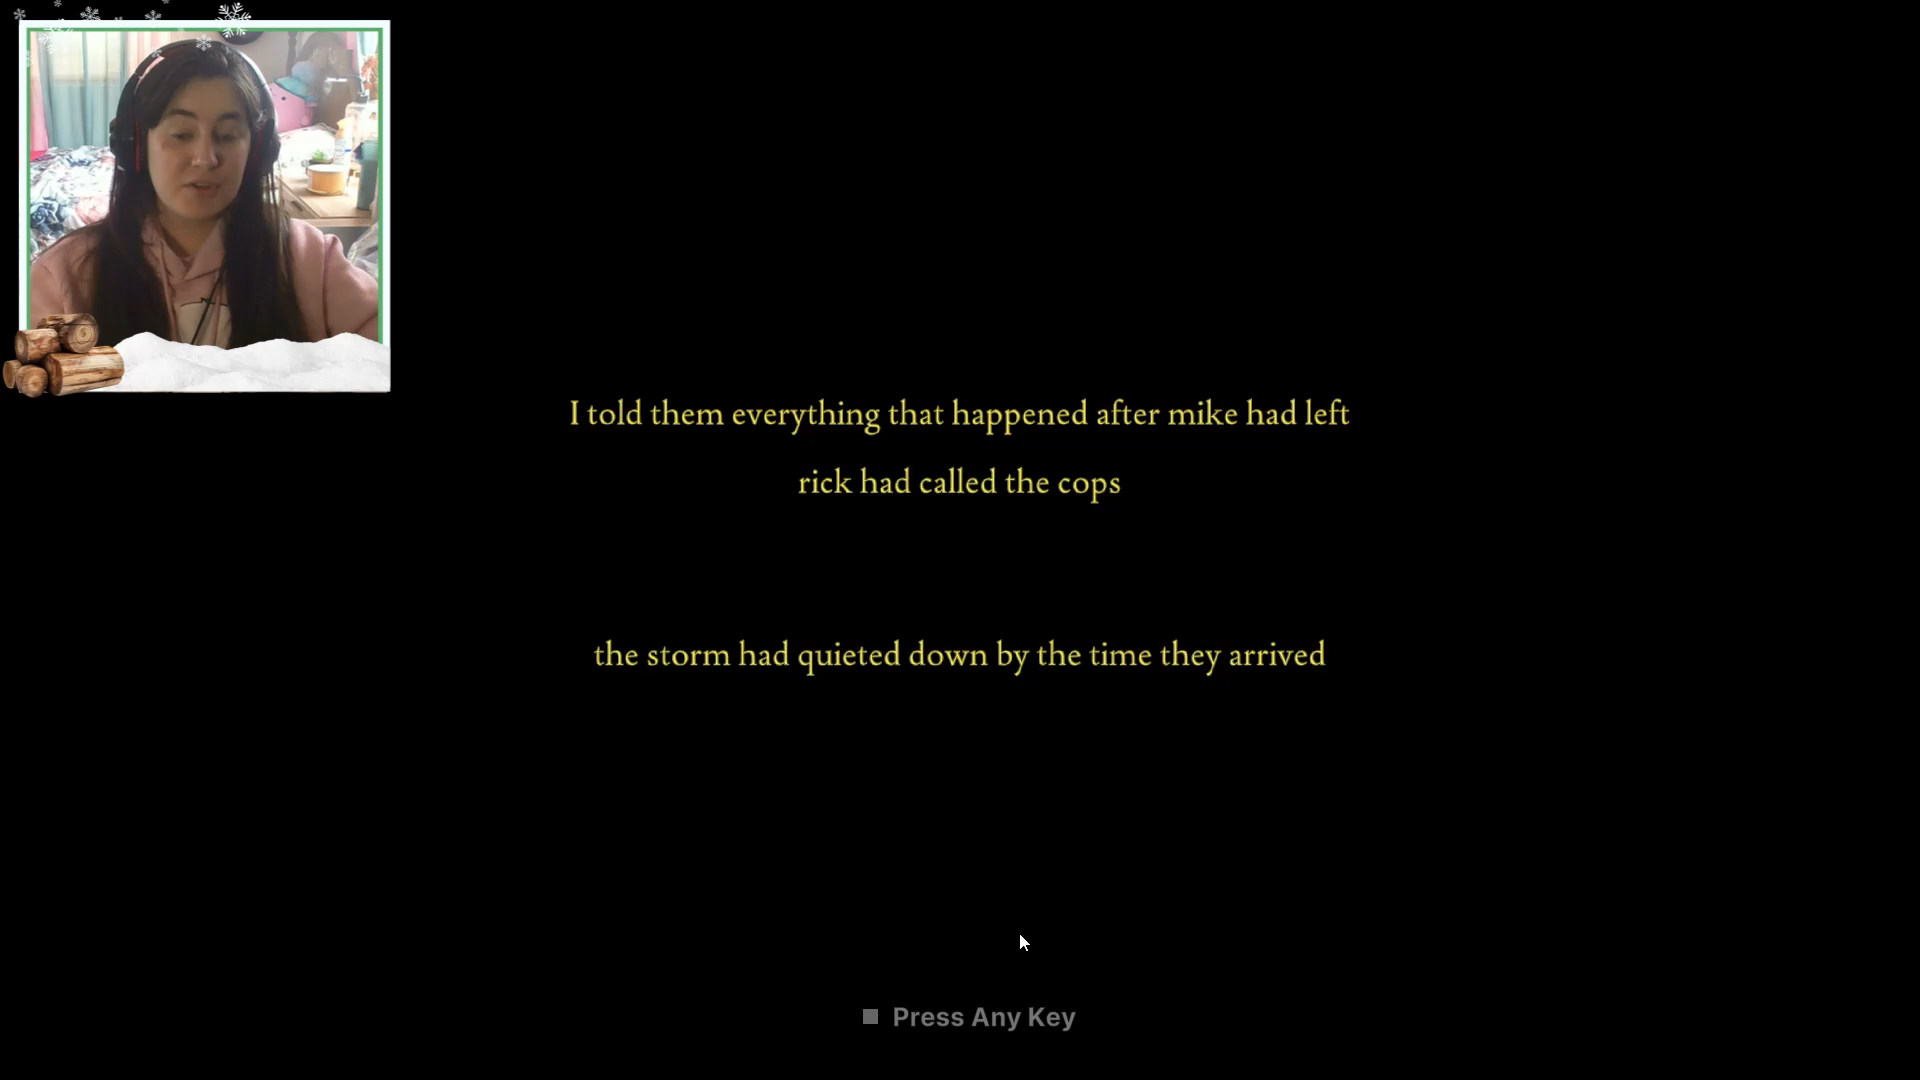 I told them everything that happened after mike had left
rick had called the cops
the storm had quieted down by the time they arrived
Press Any Key